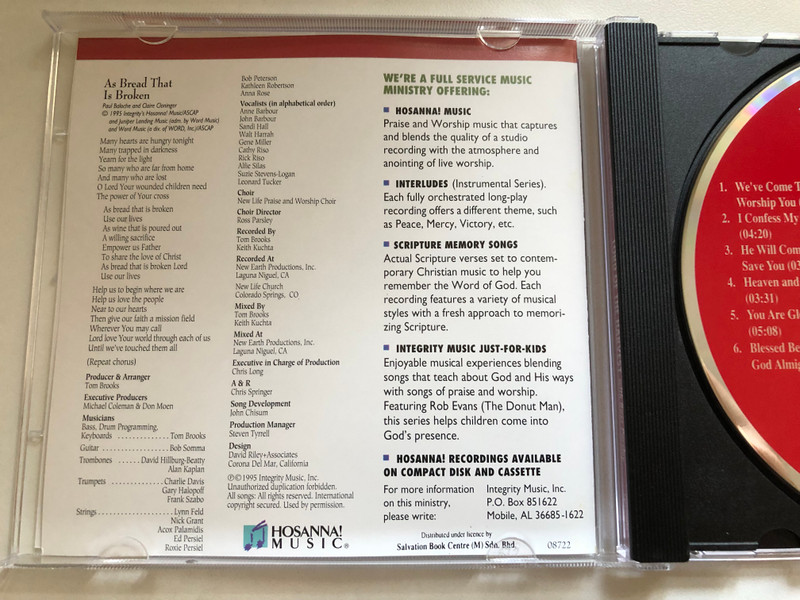 As Bread That
Is Broken
Paul Baloche and Claire Cloninger
© 1995 Integrity's Hosanna! Music/ASCAP
and Juniper Landing Music (adm. by Word Music)
and Word Music (a div. of WORD, Inc.)/ASCAP
Many hearts are hungry tonight
Many trapped in darkness
Yearn for the light
So many who are far from home
And many who are lost
O Lord Your wounded children need
The power of Your cross
As bread that is broken
Use our lives
As wine that is poured out
A willing sacrifice
Empower us Father
To share the love of Christ
As bread that is broken Lord
Use our lives
Help us to begin where we are
Help us love the people
Near to our hearts
Then give our faith a mission field
Wherever You may call
Lord love Your world through each of us
Until we've touched them all
(Repeat chorus)
Producer & Arranger
Tom Brooks
Executive Producers
Michael Coleman & Don Moen
Musicians
Bass, Drum Programming,
Keyboards .............. Tom Brooks
Guitar .................. Bob Somma
Trombones ...... David Hillburg-Beatty
Alan Kaplan
Trumpets ............... Charlie Davis
Gary Halopoff
Frank Szabo
Strings ................... Lynn Feld
Nick Grant
Acox Palamidis
Ed Persiel
Roxie Persiel
Bob Peterson
Kathleen Robertson
Anna Rose
Vocalists (in alphabetical order)
Anne Barbour
John Barbour
Sandi Hall
Walt Harrah
Gene Miller
Cathy Riso
Rick Riso
Alfie Silas
Suzie Stevens-Logan
Leonard Tucker
Choir
New Life Praise and Worship Choir
Choir Director
Ross Parsley
Recorded By
Tom Brooks
Keith Kuchta
Recorded At
New Earth Productions, Inc.
Laguna Niguel, CA
New Life Church
Colorado Springs, CO
Mixed By
Tom Brooks
Keith Kuchta
Mixed At
New Earth Productions, Inc.
Laguna Niguel, CA
Executive in Charge of Production
Chris Long
A & R
Chris Springer
Song Development
John Chisum
Production Manager
Steven Tyrrell
Design
David Riley+Associates
Corona Del Mar, California
℗©1995 Integrity Music, Inc.
Unauthorized duplication forbidden.
All songs: All rights reserved. International
copyright secured. Used by permission.
HOSANNA!
MUSIC®
WE'RE A FULL SERVICE MUSIC
MINISTRY OFFERING:
■ HOSANNA! MUSIC
Praise and Worship music that captures
and blends the quality of a studio
recording with the atmosphere and
anointing of live worship.
■ INTERLUDES (Instrumental Series).
Each fully orchestrated long-play
recording offers a different theme, such
as Peace, Mercy, Victory, etc.
■ SCRIPTURE MEMORY SONGS
Actual Scripture verses set to contem-
porary Christian music to help you
remember the Word of God. Each
recording features a variety of musical
styles with a fresh approach to memori-
zing Scripture.
■ INTEGRITY MUSIC JUST-FOR-KIDS
Enjoyable musical experiences blending
songs that teach about God and His ways
with songs of praise and worship.
Featuring Rob Evans (The Donut Man),
this series helps children come into
God's presence.
■ HOSANNA! RECORDINGS AVAILABLE
ON COMPACT DISK AND CASSETTE
For more information
on this ministry,
please write:
Integrity Music, Inc.
P.O. Box 851622
Mobile, AL 36685-1622
Distributed under licence by
Salvation Book Centre (M) Sdn. Bhd.
08722
1. We've Come T
Worship You (
2. I Confess My
(04:20)
3. He Will Com
Save You (03
4. Heaven and
(03:31)
5. You Are Gl
(05:08)
6. Blessed Be
God Almig